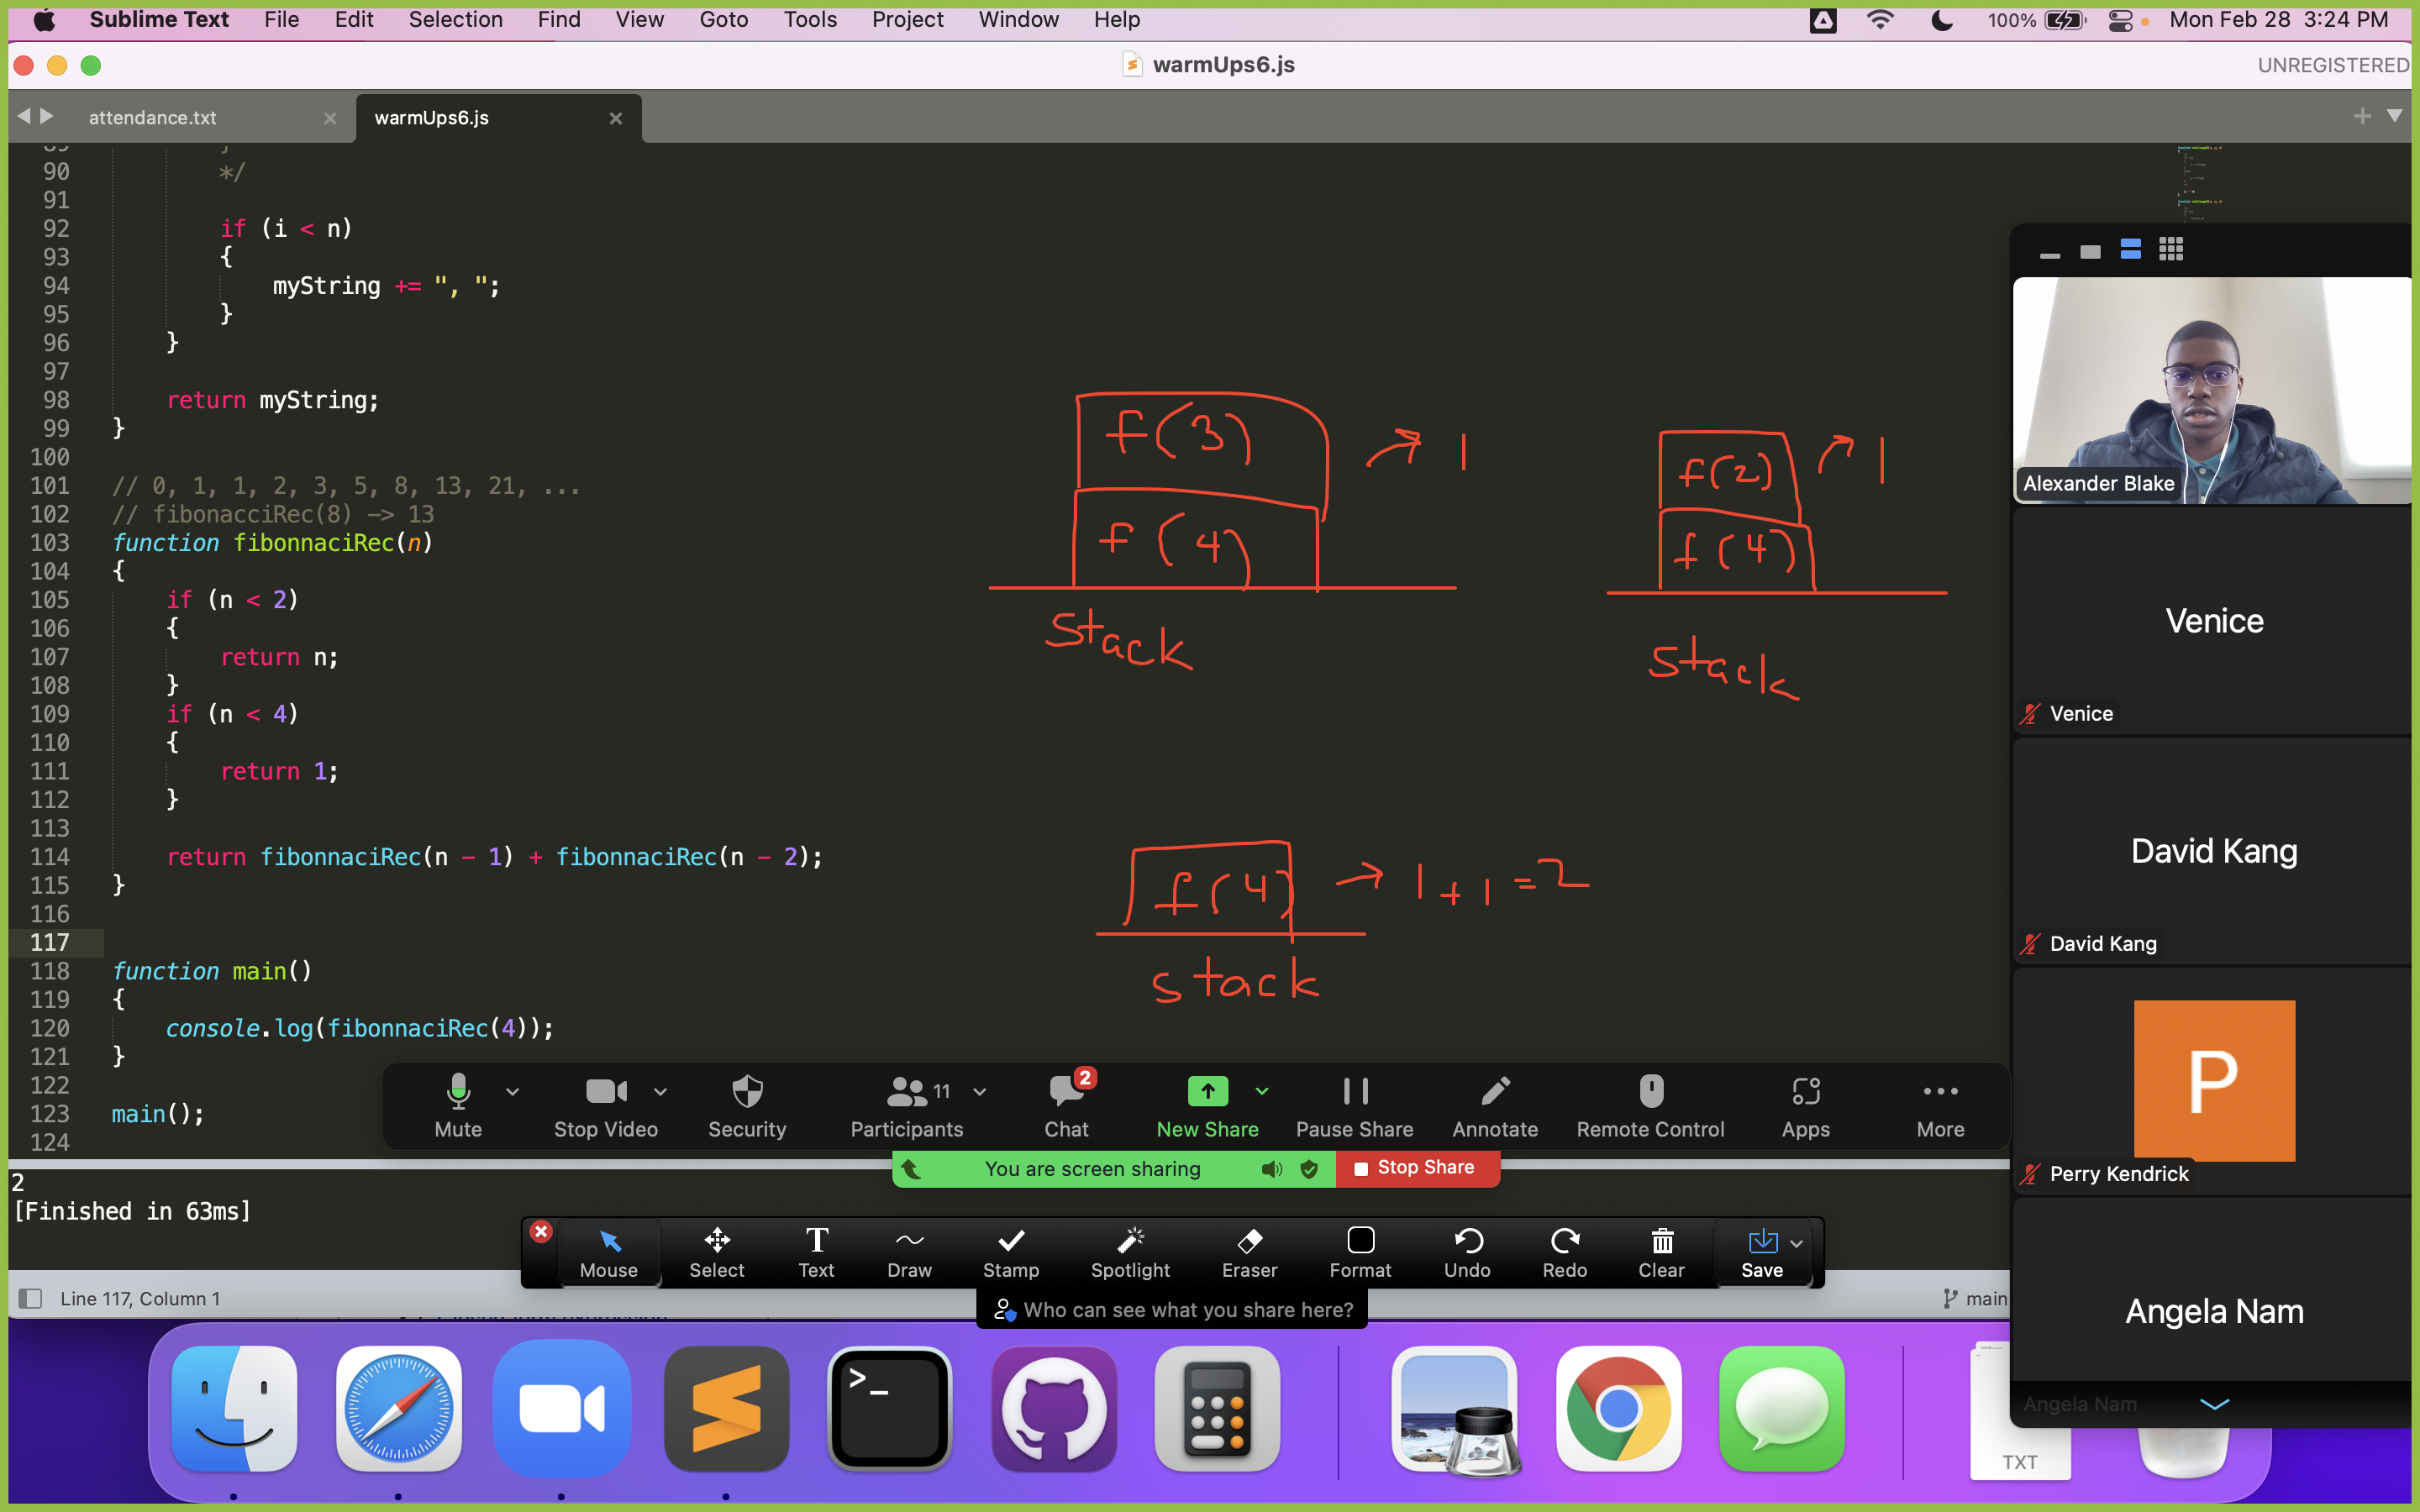 Sublime Text File Edit Selection Find View Goto Tools Project Window Help 100% Mon Feb 28 3:24 PM
warmUps6.js UNREGISTERED
attendance.txt warmUps6.js
90 */
91
92 if (i < n)
93 {
94 myString += ", ";
95 }
96 }
97
98 return myString;
99 }
100
101 // 0, 1, 1, 2, 3, 5, 8, 13, 21, ...
102 // fibonacciRec(8) -> 13
103 function fibonnaciRec(n)
104 {
105 if (n < 2)
106 {
107 return n;
108 }
109 if (n < 4)
110 {
111 return 1;
112 }
113
114 return fibonnaciRec(n - 1) + fibonnaciRec(n - 2);
115 }
116
117
118 function main()
119 {
120 console.log(fibonnaciRec(4));
121 }
122
123 main();
124
f(3) → 1
f(4)
stack
f(2) → 1
f(4)
stack
f(4) → 1 + 1 = 2
stack
Alexander Blake
Venice
Venice
David Kang
David Kang
P
Perry Kendrick
Angela Nam
Angela Nam
11 2
Mute Stop Video Security Participants Chat New Share Pause Share Annotate Remote Control Apps More
You are screen sharing Stop Share
2
[Finished in 63ms]
Mouse Select Text Draw Stamp Spotlight Eraser Format Undo Redo Clear Save
Who can see what you share here?
Line 117, Column 1 main
>_
TXT